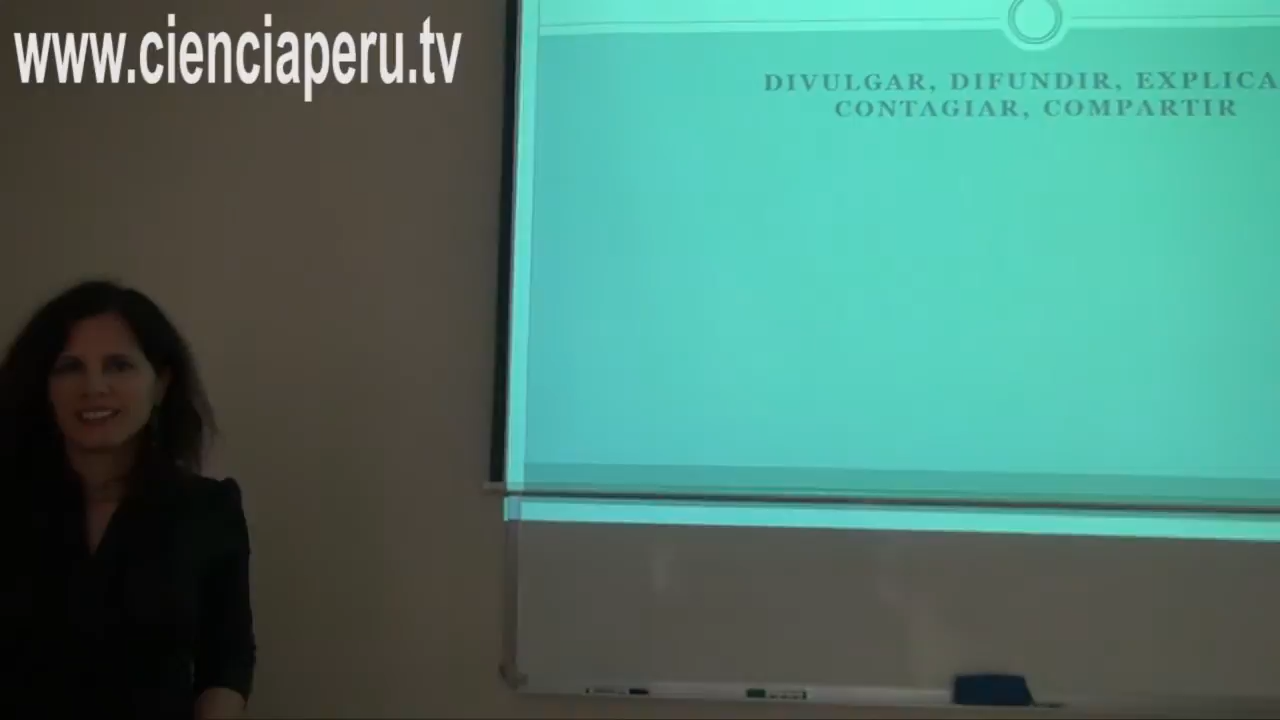 www.cienciaperu.tv
DIVULGAR, DIFUNDIR, EXPLICA
CONTAGIAR, COMPARTIR